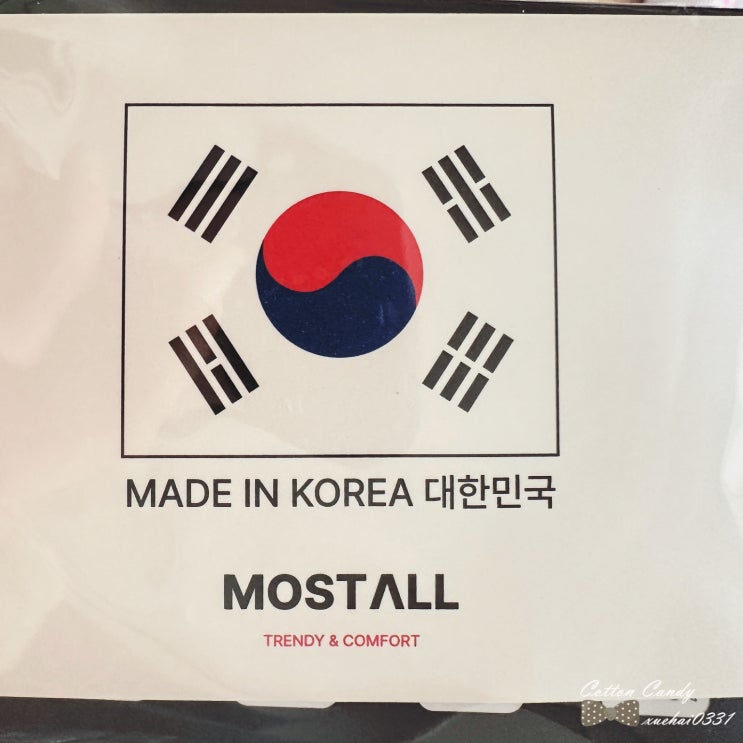 MADE IN KOREA 대한민국
MOSTALL
TRENDY & COMFORT
Cotton Candy
xuehai0331